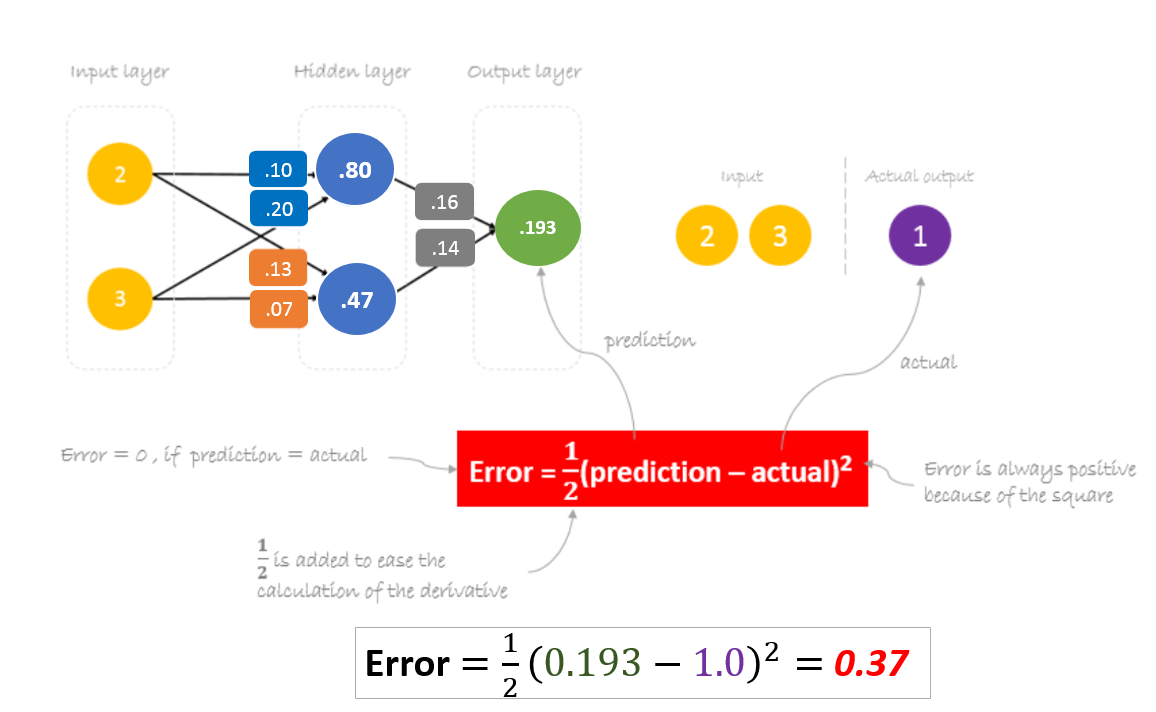 Input layer
Hidden layer
Output layer
2
.10
.80
.20
.16
.193
.14
.13
3
.07
.47
Input
Actual output
2
3
1
prediction
actual
Error = 0 , if prediction = actual
Error = 1/2 (prediction – actual)²
Error is always positive
because of the square
1/2 is added to ease the
calculation of the derivative
Error = 1/2 (0.193 − 1.0)² = 0.37